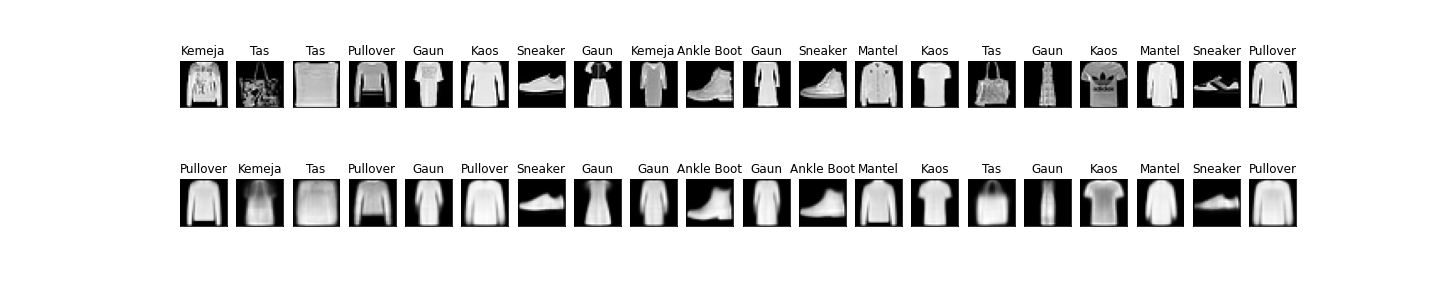 Kemeja Tas Tas Pullover Gaun Kaos Sneaker Gaun Kemeja Ankle Boot Gaun Sneaker Mantel Kaos Tas Gaun Kaos Mantel Sneaker Pullover
adidas
Pullover Kemeja Tas Pullover Gaun Pullover Sneaker Gaun Gaun Ankle Boot Gaun Ankle Boot Mantel Kaos Tas Gaun Kaos Mantel Sneaker Pullover